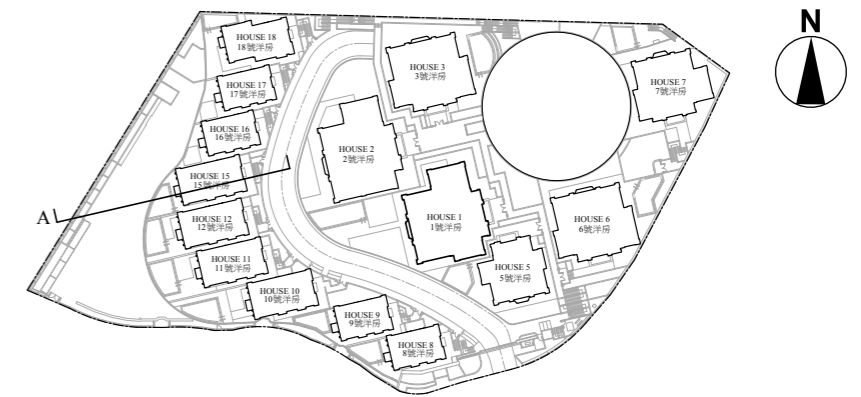 N
HOUSE 18
18號洋房
HOUSE 3
3號洋房
HOUSE 17
17號洋房
HOUSE 7
7號洋房
HOUSE 16
16號洋房
HOUSE 2
2號洋房
HOUSE 15
15號洋房
A
HOUSE 12
12號洋房
HOUSE 1
1號洋房
HOUSE 6
6號洋房
HOUSE 11
11號洋房
HOUSE 5
5號洋房
HOUSE 10
10號洋房
HOUSE 9
9號洋房
HOUSE 8
8號洋房